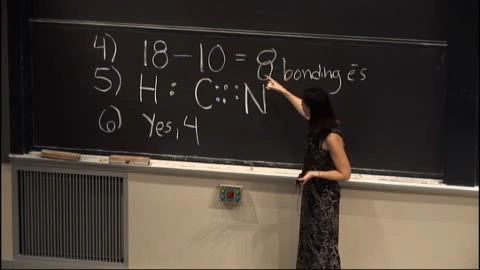 4) 18 - 10 = 8 bonding ēs
5) H : C ::: N
6) Yes, 4